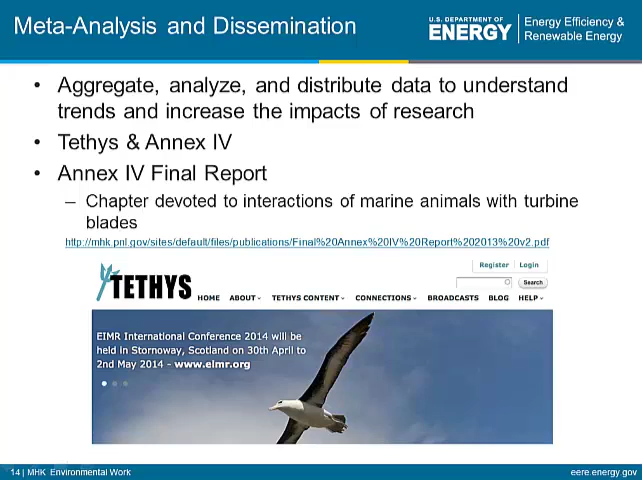 Meta-Analysis and Dissemination
U.S. DEPARTMENT OF
ENERGY
Energy Efficiency &
Renewable Energy
• Aggregate, analyze, and distribute data to understand
trends and increase the impacts of research
• Tethys & Annex IV
• Annex IV Final Report
– Chapter devoted to interactions of marine animals with turbine
blades
http://mhk.pnl.gov/sites/default/files/publications/Final%20Annex%20IV%20Report%202013%20v2.pdf
Register Login
Search
TETHYS
HOME ABOUT TETHYS CONTENT CONNECTIONS BROADCASTS BLOG HELP
EIMR International Conference 2014 will be
held in Stornoway, Scotland on 30th April to
2nd May 2014 - www.eimr.org
14 | MHK Environmental Work
eere.energy.gov